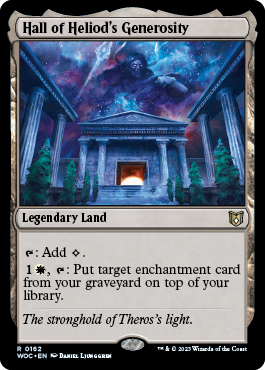 Hall of Heliod's Generosity
Legendary Land
: Add .
1 , : Put target enchantment card
from your graveyard on top of your
library.
The stronghold of Theros's light.
R 0162
WOC • EN Daniel Ljunggren
™ & © 2023 Wizards of the Coast